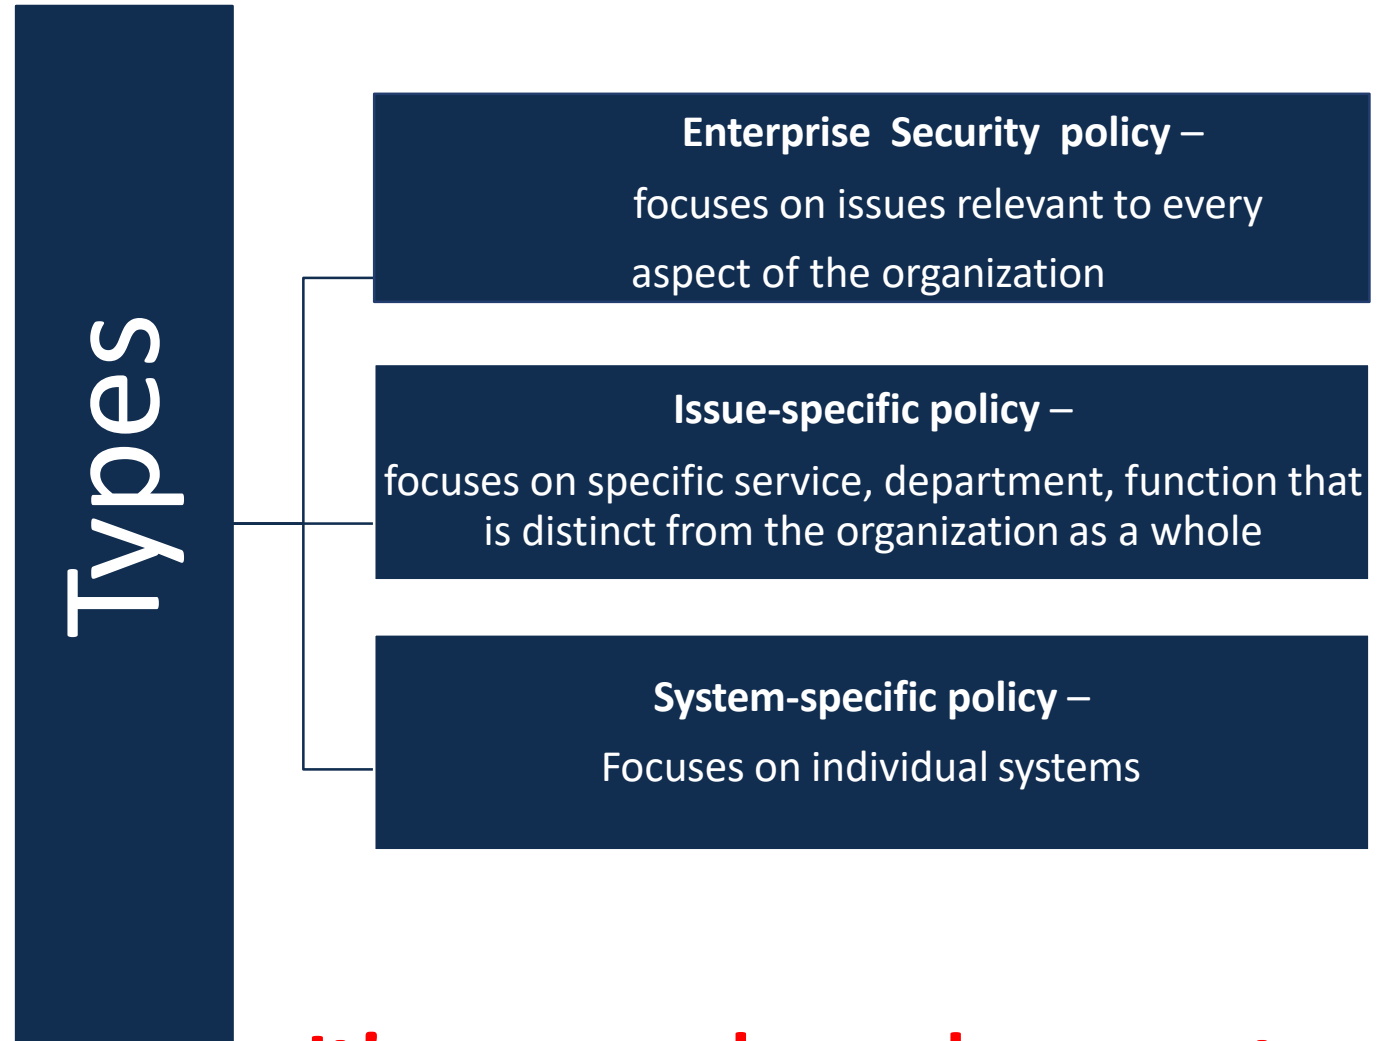 Types
Enterprise Security policy –
focuses on issues relevant to every
aspect of the organization
Issue-specific policy –
focuses on specific service, department, function that
is distinct from the organization as a whole
System-specific policy –
Focuses on individual systems